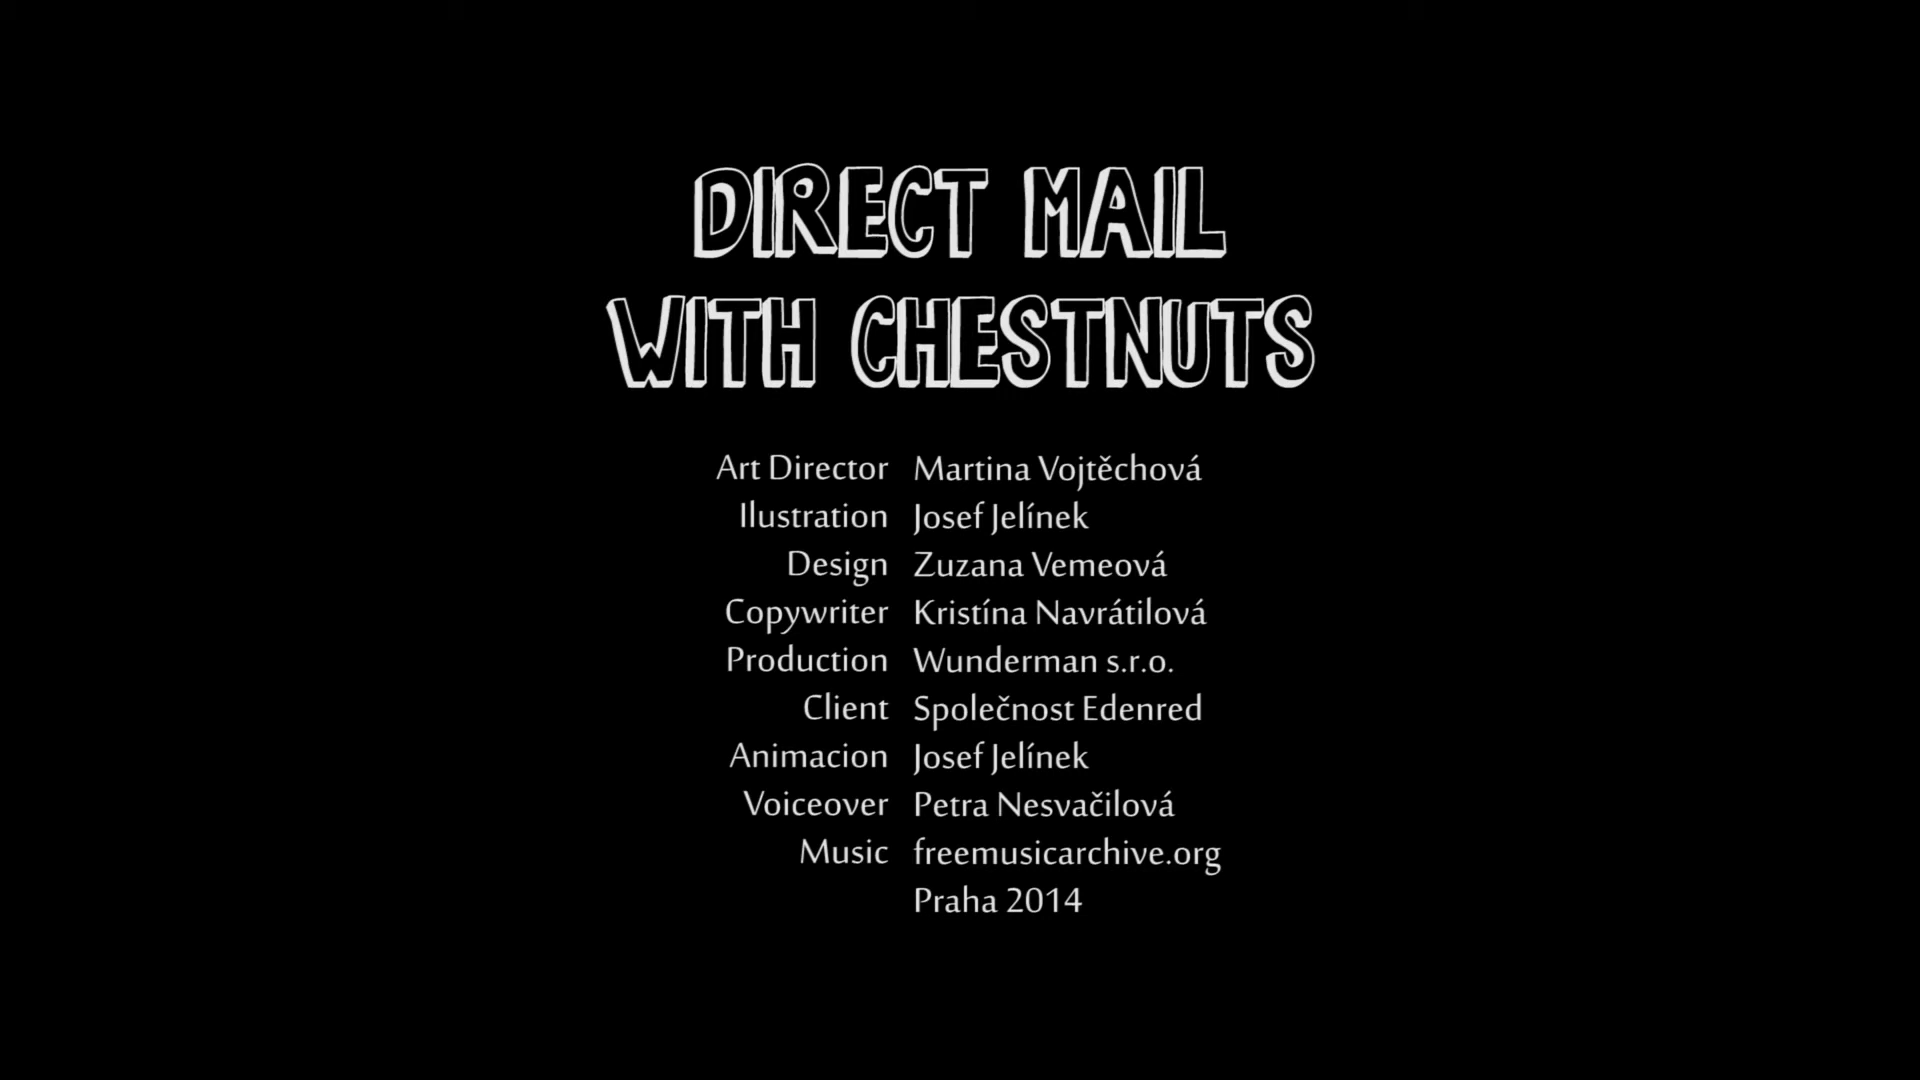 DIRECT MAIL
WITH CHESTNUTS
Art Director Martina Vojtěchová
Ilustration Josef Jelínek
Design Zuzana Vemeová
Copywriter Kristína Navrátilová
Production Wunderman s.r.o.
Client Společnost Edenred
Animacion Josef Jelínek
Voiceover Petra Nesvačilová
Music freemusicarchive.org
Praha 2014